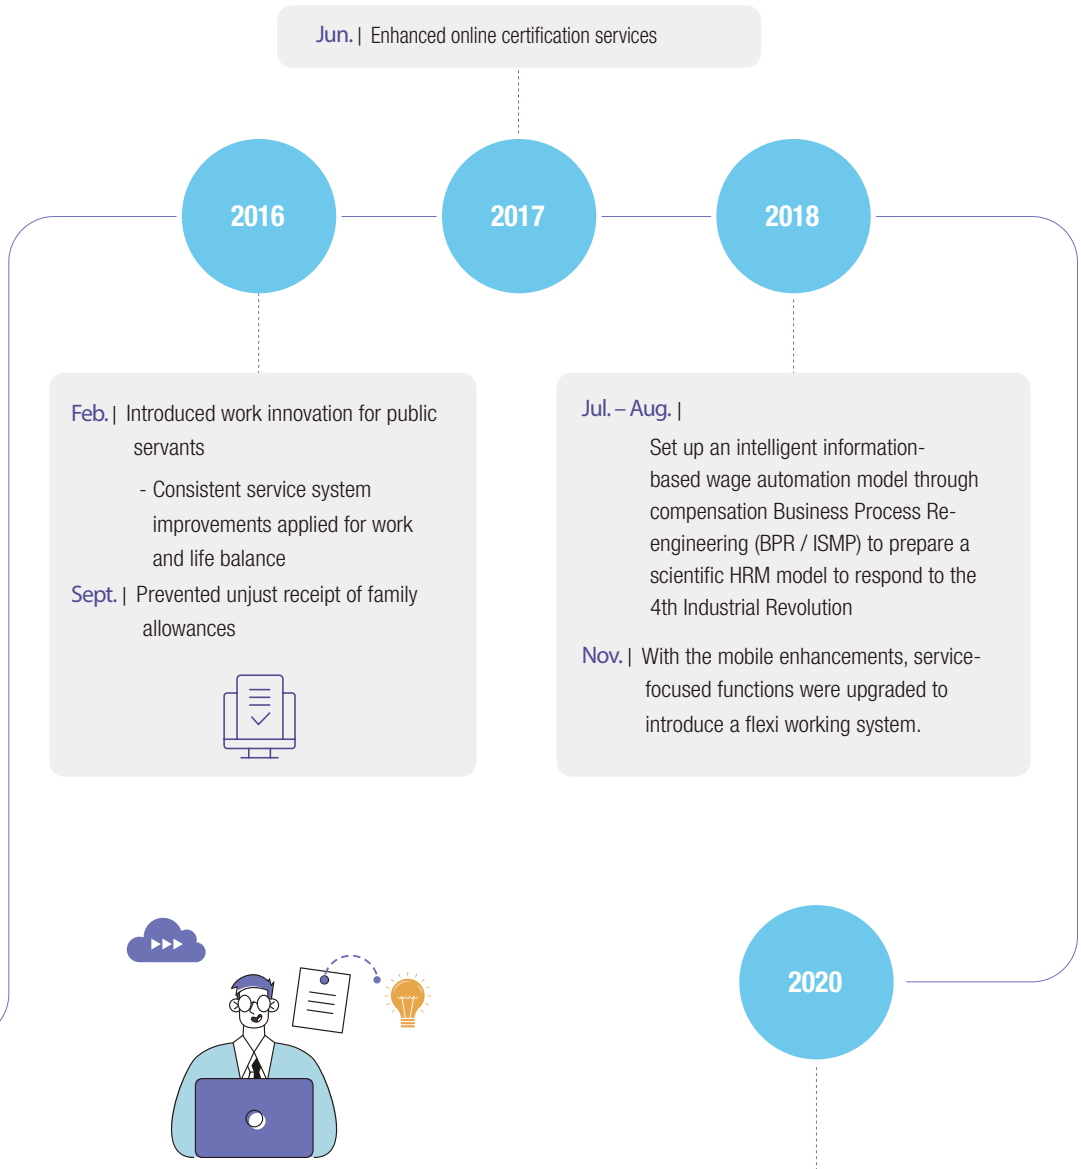 Jun. | Enhanced online certification services
2016
2017
2018
Feb. | Introduced work innovation for public
servants
- Consistent service system
improvements applied for work
and life balance
Sept. | Prevented unjust receipt of family
allowances
Jul. – Aug. |
Set up an intelligent information-
based wage automation model through
compensation Business Process Re-
engineering (BPR / ISMP) to prepare a
scientific HRM model to respond to the
4th Industrial Revolution
Nov. | With the mobile enhancements, service-
focused functions were upgraded to
introduce a flexi working system.
2020